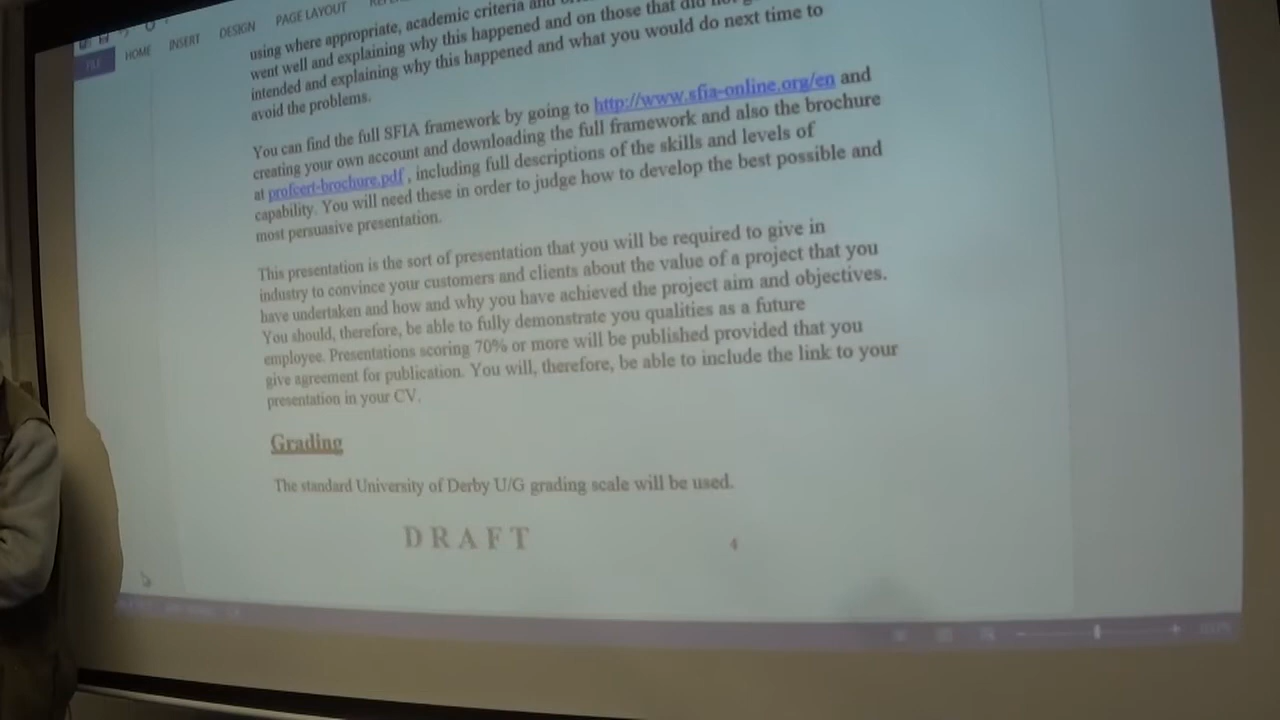 FILE HOME INSERT DESIGN PAGE LAYOUT
using where appropriate, academic criteria and
went well and explaining why this happened and on those that did not
intended and explaining why this happened and what you would do next time to
avoid the problems.
You can find the full SFIA framework by going to http://www.sfia-online.org/en and
creating your own account and downloading the full framework and also the brochure
at profcert-brochure.pdf , including full descriptions of the skills and levels of
capability. You will need these in order to judge how to develop the best possible and
most persuasive presentation.
This presentation is the sort of presentation that you will be required to give in
industry to convince your customers and clients about the value of a project that you
have undertaken and how and why you have achieved the project aim and objectives.
You should, therefore, be able to fully demonstrate you qualities as a future
employee. Presentations scoring 70% or more will be published provided that you
give agreement for publication. You will, therefore, be able to include the link to your
presentation in your CV.
Grading
The standard University of Derby U/G grading scale will be used.
DRAFT 4